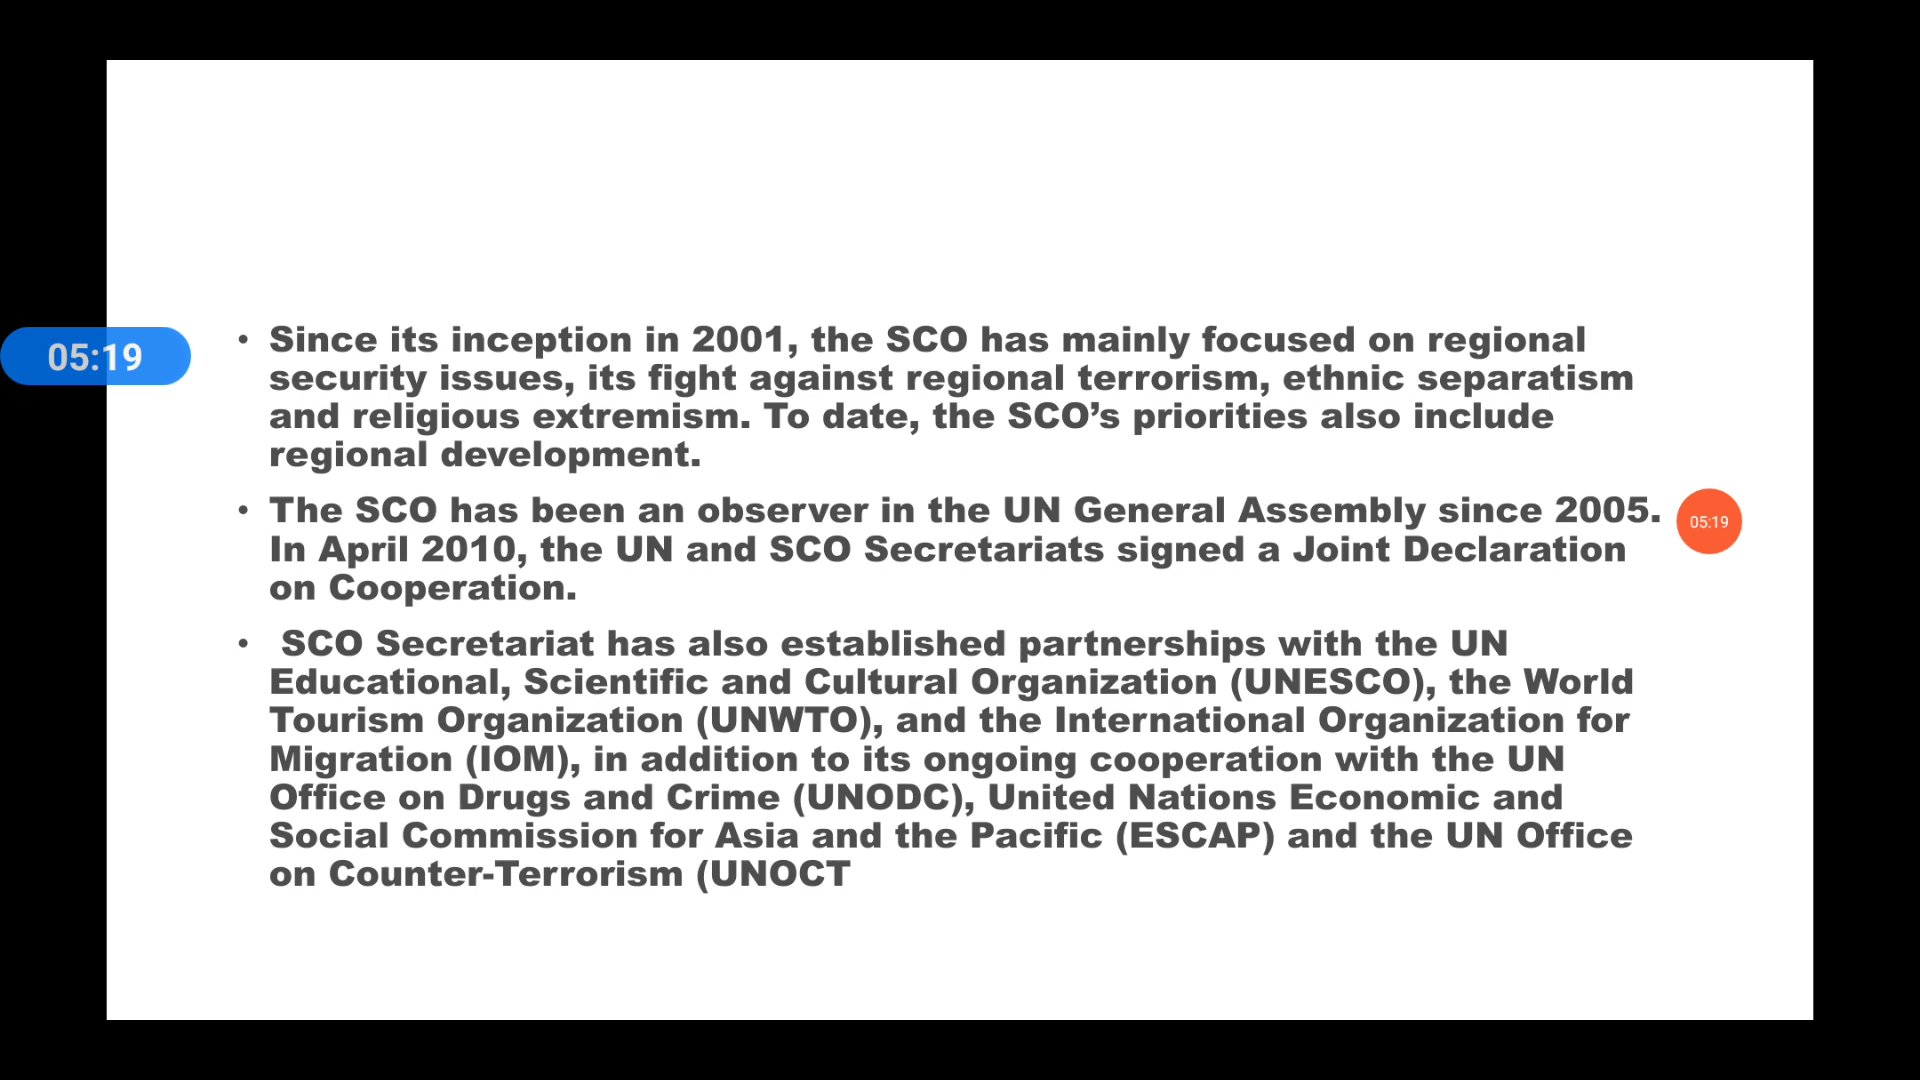 • Since its inception in 2001, the SCO has mainly focused on regional
security issues, its fight against regional terrorism, ethnic separatism
and religious extremism. To date, the SCO’s priorities also include
regional development.
05:19
• The SCO has been an observer in the UN General Assembly since 2005.
In April 2010, the UN and SCO Secretariats signed a Joint Declaration
on Cooperation.
05:19
• SCO Secretariat has also established partnerships with the UN
Educational, Scientific and Cultural Organization (UNESCO), the World
Tourism Organization (UNWTO), and the International Organization for
Migration (IOM), in addition to its ongoing cooperation with the UN
Office on Drugs and Crime (UNODC), United Nations Economic and
Social Commission for Asia and the Pacific (ESCAP) and the UN Office
on Counter-Terrorism (UNOCT